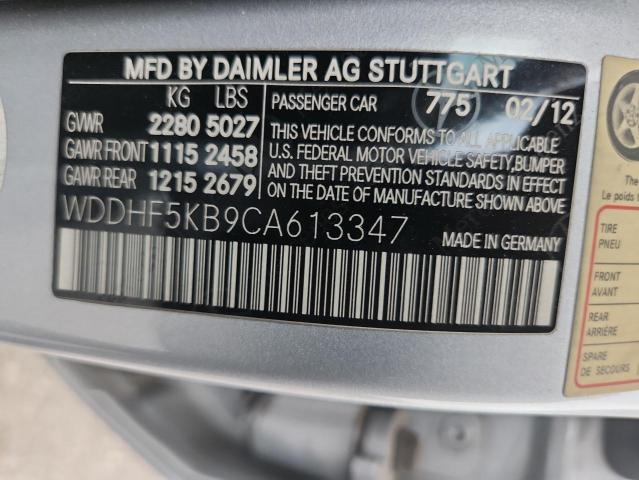 MFD BY DAIMLER AG STUTTGART
KG LBS PASSENGER CAR 775 02/12
GVWR 2280 5027
GAWR FRONT 1115 2458
GAWR REAR 1215 2679
THIS VEHICLE CONFORMS TO ALL APPLICABLE
U.S. FEDERAL MOTOR VEHICLE SAFETY, BUMPER
AND THEFT PREVENTION STANDARDS IN EFFECT
ON THE DATE OF MANUFACTURE SHOWN ABOVE
WDDHF5KB9CA613347 MADE IN GERMANY
The
Le poids
TIRE
PNEU
FRONT
AVANT
REAR
ARRIÈRE
SPARE
DE SECOURS